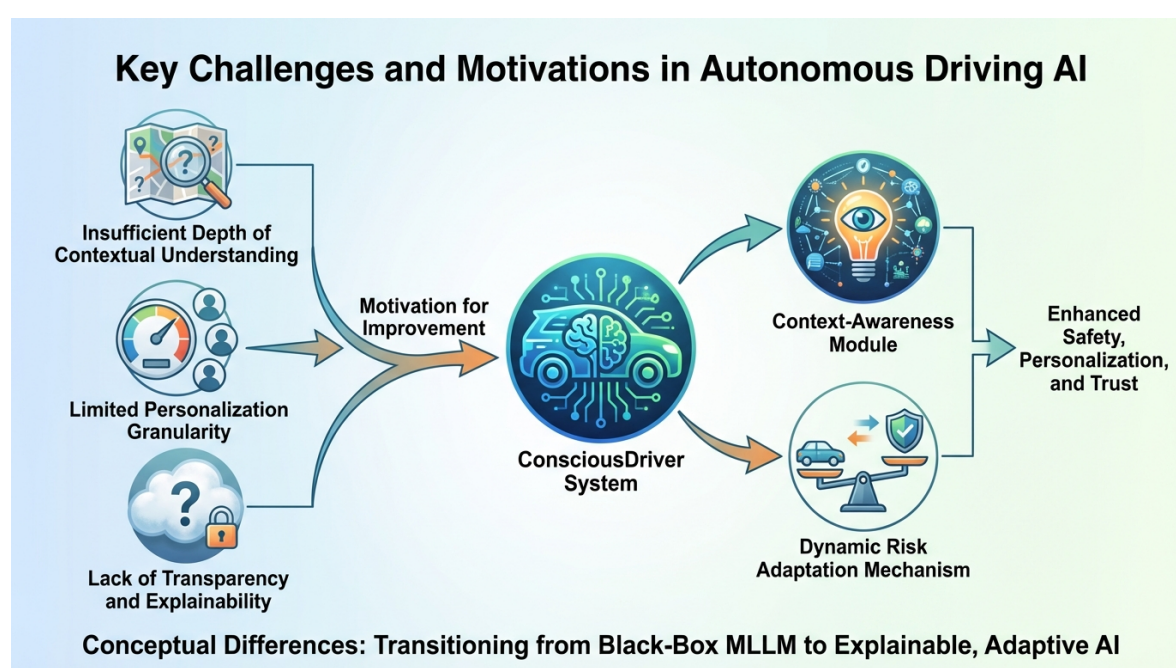 Key Challenges and Motivations in Autonomous Driving AI
?
?
?
Insufficient Depth of
Contextual Understanding
Limited Personalization
Granularity
?
Lack of Transparency
and Explainability
Motivation for
Improvement
ConsciousDriver
System
Context-Awareness
Module
Dynamic Risk
Adaptation Mechanism
Enhanced
Safety,
Personalization,
and Trust
Conceptual Differences: Transitioning from Black-Box MLLM to Explainable, Adaptive AI